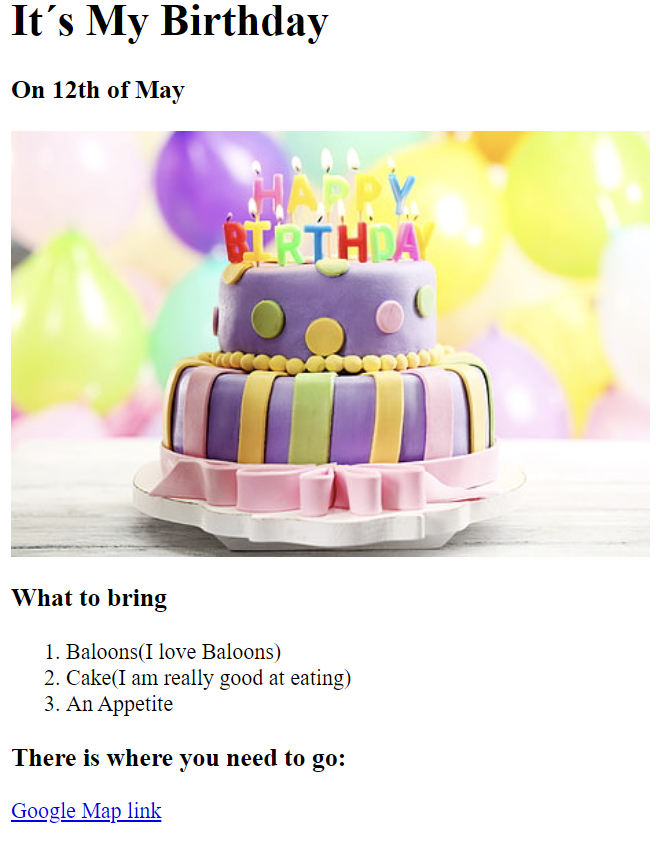 It´s My Birthday
On 12th of May
HAPPY
BIRTHDAY
What to bring
1. Baloons(I love Baloons)
2. Cake(I am really good at eating)
3. An Appetite
There is where you need to go:
Google Map link